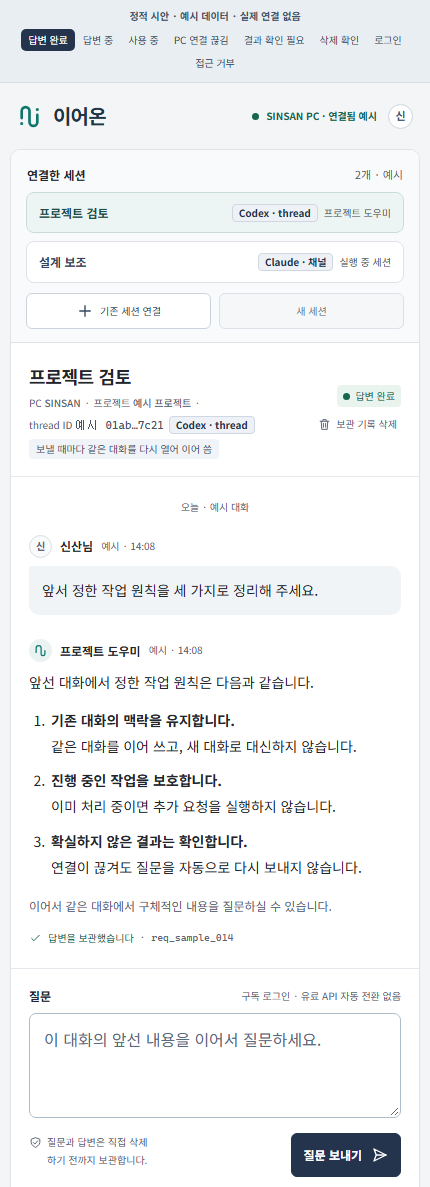 정적 시안 · 예시 데이터 · 실제 연결 없음
답변 완료 답변 중 사용 중 PC 연결 끊김 결과 확인 필요 삭제 확인 로그인
접근 거부
이어온 SINSAN PC · 연결됨 예시 신
연결한 세션 2개 · 예시
프로젝트 검토 Codex · thread 프로젝트 도우미
설계 보조 Claude · 채널 실행 중 세션
기존 세션 연결 새 세션
프로젝트 검토
답변 완료
PC SINSAN · 프로젝트 예시 프로젝트 ·
thread ID 예시 01ab…7c21 Codex · thread 보관 기록 삭제
보낼 때마다 같은 대화를 다시 열어 이어 씀
오늘 · 예시 대화
신 신산님 예시 · 14:08
앞서 정한 작업 원칙을 세 가지로 정리해 주세요.
프로젝트 도우미 예시 · 14:08
앞선 대화에서 정한 작업 원칙은 다음과 같습니다.
1. 기존 대화의 맥락을 유지합니다.
같은 대화를 이어 쓰고, 새 대화로 대신하지 않습니다.
2. 진행 중인 작업을 보호합니다.
이미 처리 중이면 추가 요청을 실행하지 않습니다.
3. 확실하지 않은 결과는 확인합니다.
연결이 끊겨도 질문을 자동으로 다시 보내지 않습니다.
이어서 같은 대화에서 구체적인 내용을 질문하실 수 있습니다.
답변을 보관했습니다 · req_sample_014
질문 구독 로그인 · 유료 API 자동 전환 없음
이 대화의 앞선 내용을 이어서 질문하세요.
질문과 답변은 직접 삭제
하기 전까지 보관합니다.
질문 보내기